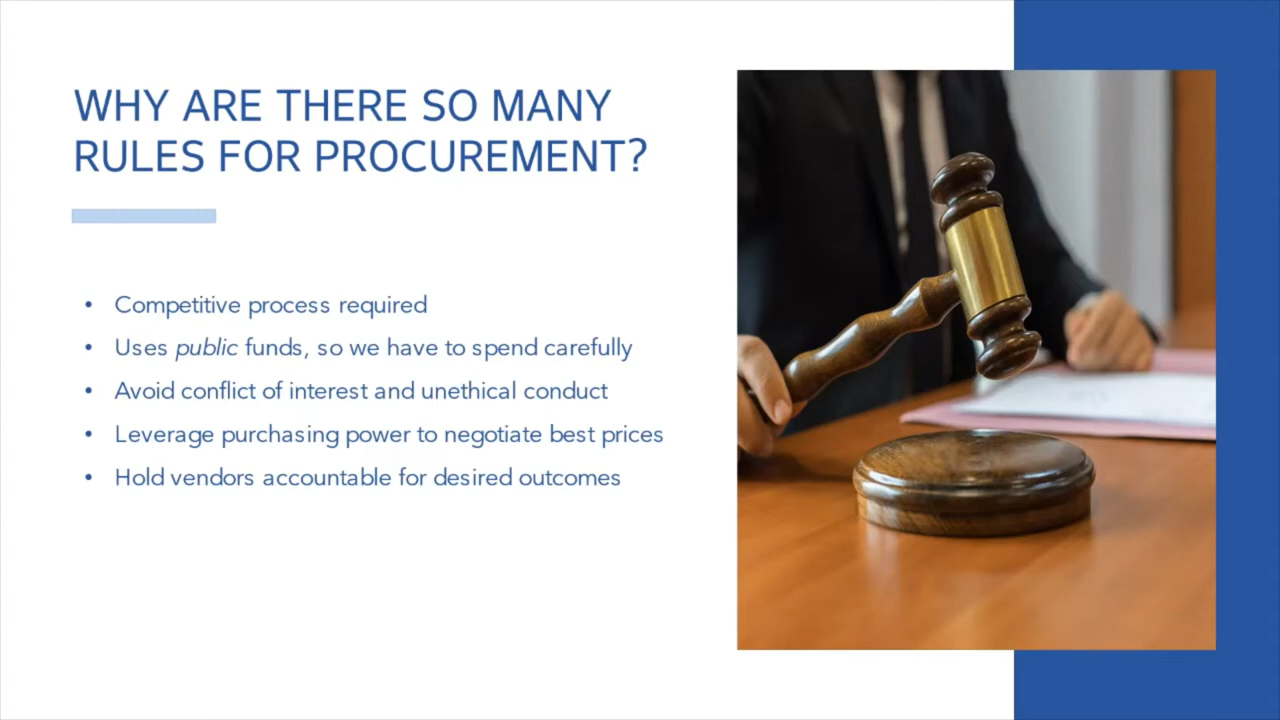 WHY ARE THERE SO MANY
RULES FOR PROCUREMENT?
• Competitive process required
• Uses public funds, so we have to spend carefully
• Avoid conflict of interest and unethical conduct
• Leverage purchasing power to negotiate best prices
• Hold vendors accountable for desired outcomes